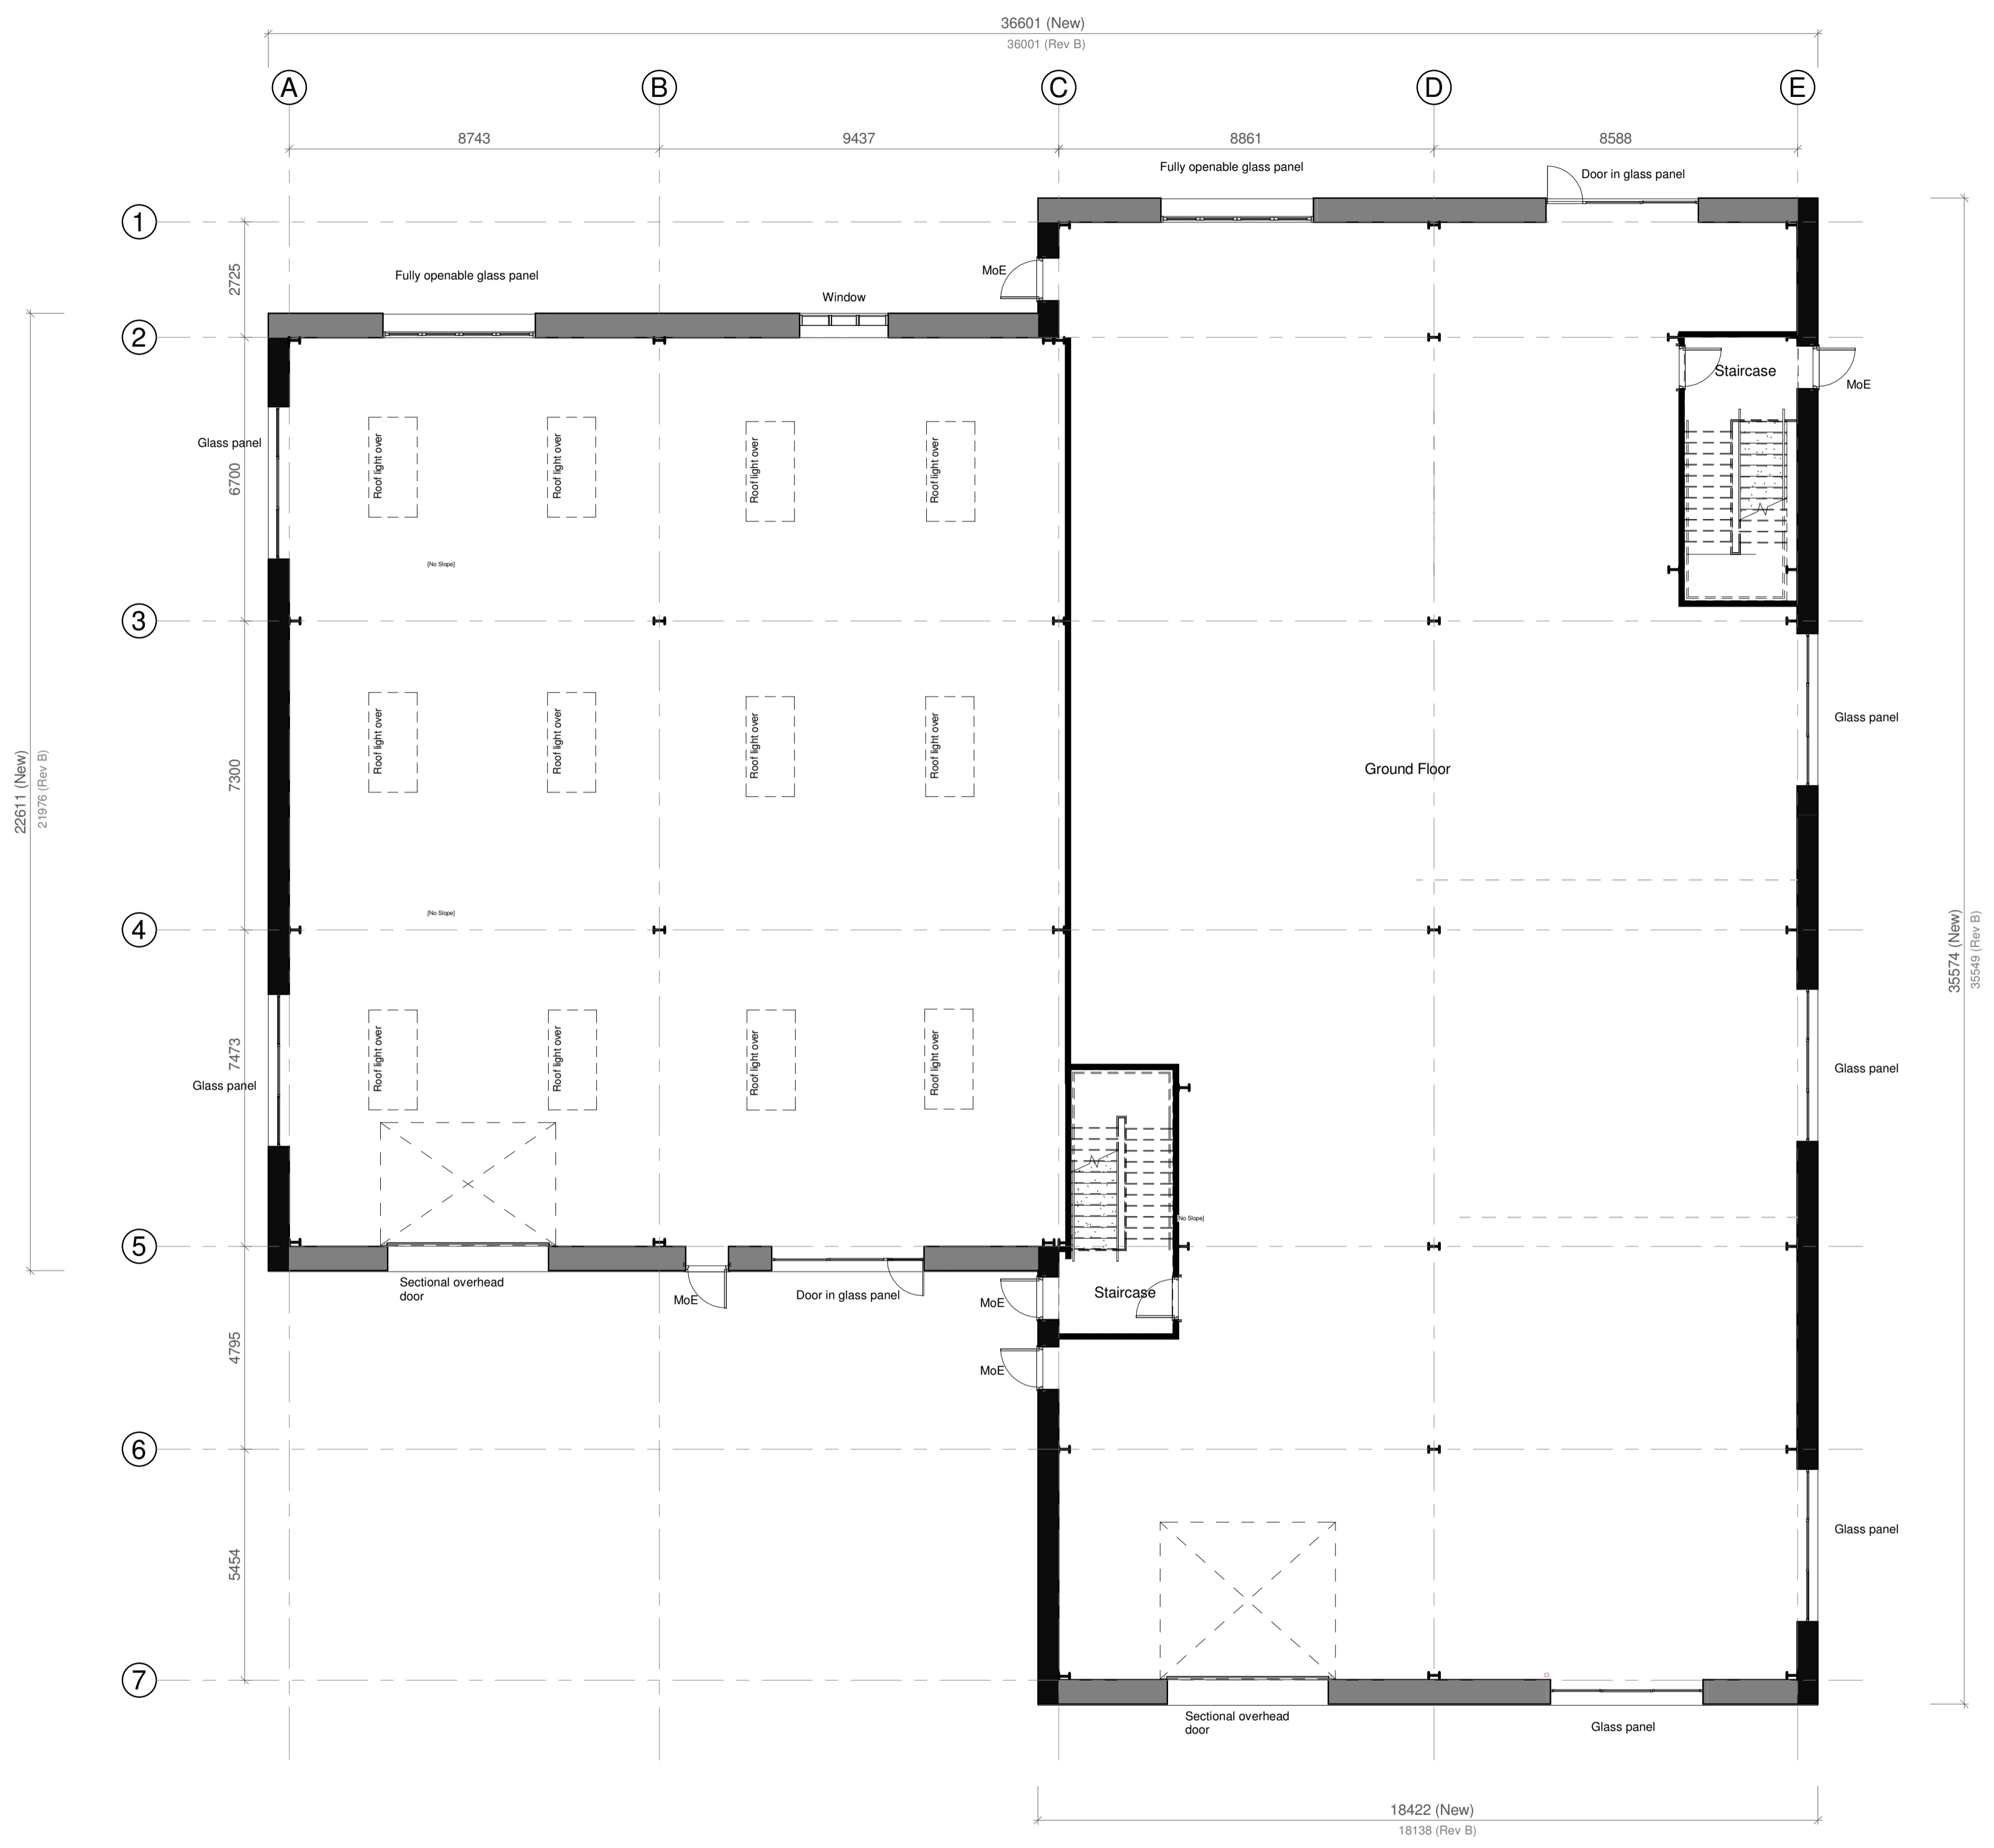 36601 (New)
36001 (Rev B)
A
B
C
D
E
8743
9437
8861
8588
Fully openable glass panel
Door in glass panel
1
2725
Fully openable glass panel
MoE
Window
2
Staircase
MoE
Glass panel
6700
Roof light over
Roof light over
Roof light over
Roof light over
[No Slope]
3
Glass panel
22611 (New)
21976 (Rev B)
7300
Roof light over
Roof light over
Roof light over
Roof light over
Ground Floor
[No Slope]
4
35574 (New)
35549 (Rev B)
7473
Glass panel
Roof light over
Roof light over
Roof light over
Roof light over
Glass panel
[No Slope]
5
Sectional overhead
door
MoE
Door in glass panel
MoE
Staircase
4795
MoE
6
5454
Glass panel
7
Sectional overhead
door
Glass panel
18422 (New)
18138 (Rev B)